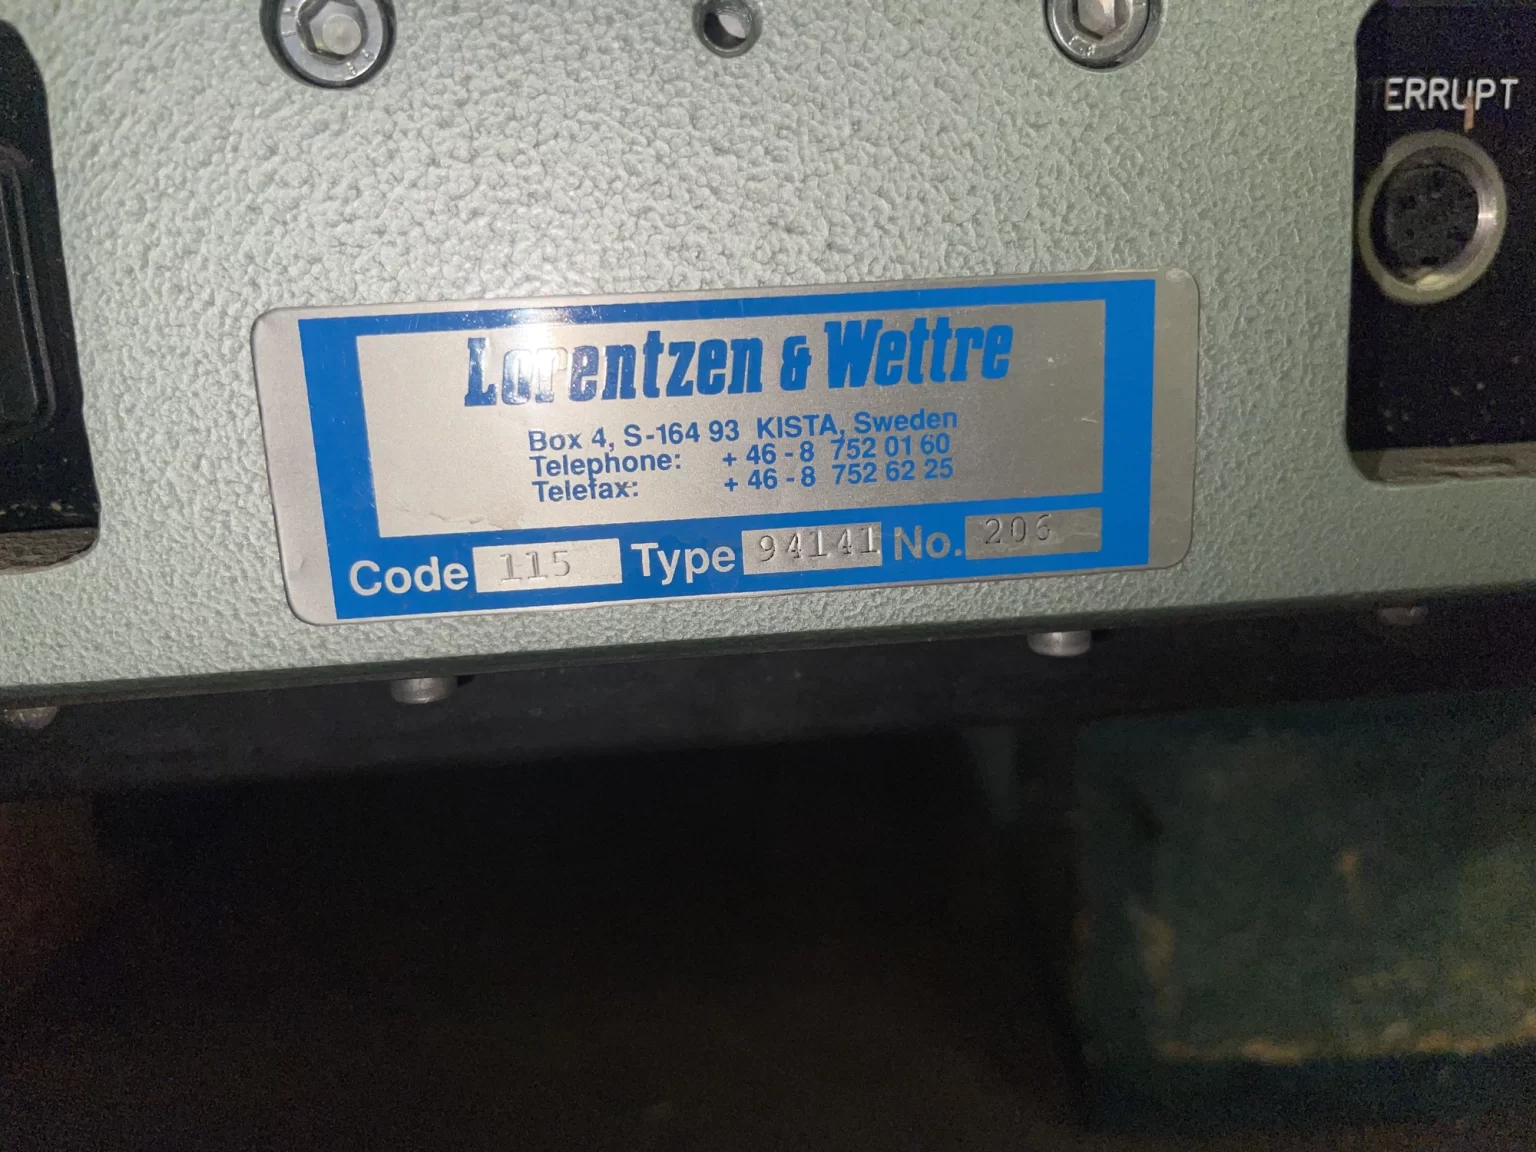 ERRUPT
Lorentzen & Wettre
Box 4, S-164 93 KISTA, Sweden
Telephone: + 46 - 8 752 01 60
Telefax: + 46 - 8 752 62 25
Code 115 Type 94141 No. 206